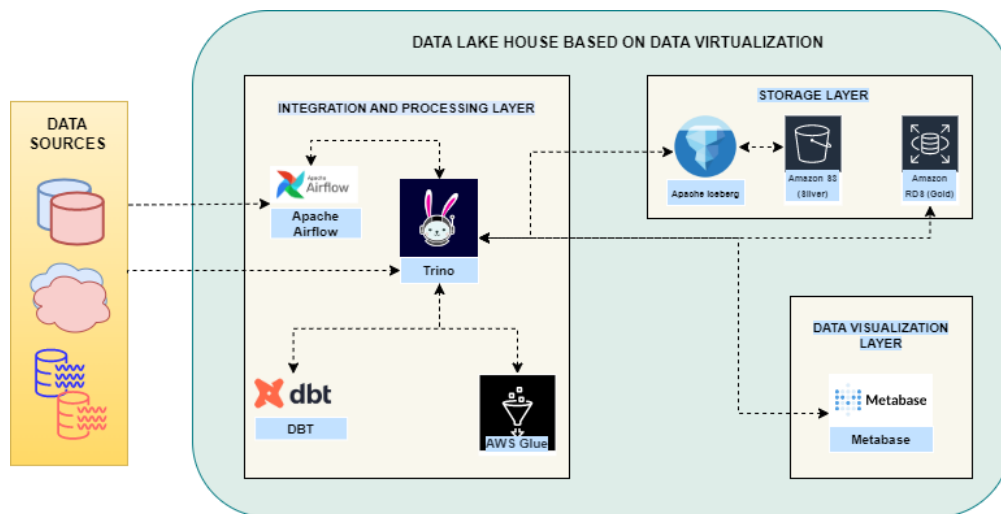 DATA LAKE HOUSE BASED ON DATA VIRTUALIZATION
DATA
SOURCES
INTEGRATION AND PROCESSING LAYER
Apache
Airflow
Apache
Airflow
Trino
dbt
DBT
AWS Glue
STORAGE LAYER
Apache Iceberg
Amazon S3
(Silver)
Amazon
RDS (Gold)
DATA VISUALIZATION
LAYER
Metabase
Metabase